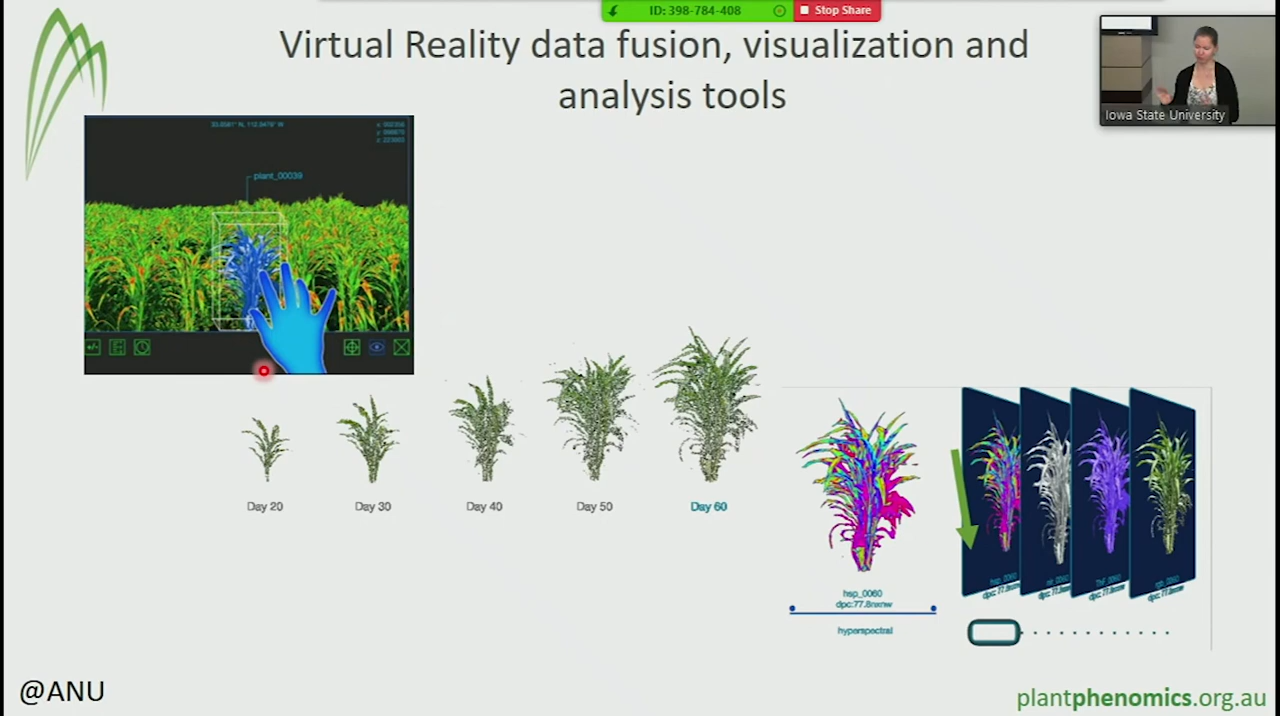 ID: 398-784-408
Stop Share
Virtual Reality data fusion, visualization and
analysis tools
Iowa State University
plant_00039
Day 20
Day 30
Day 40
Day 50
Day 60
hsp_0060
dpc:77.8nxnw
hyperspectral
@ANU
plantphenomics.org.au